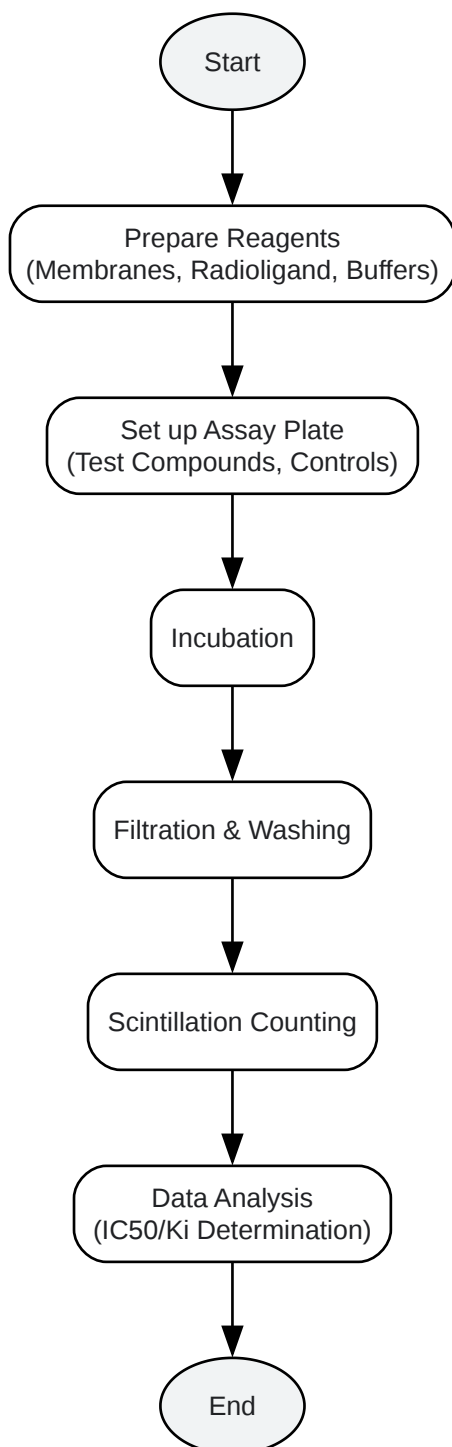 Start
Prepare Reagents
(Membranes, Radioligand, Buffers)
Set up Assay Plate
(Test Compounds, Controls)
Incubation
Filtration & Washing
Scintillation Counting
Data Analysis
(IC50/Ki Determination)
End